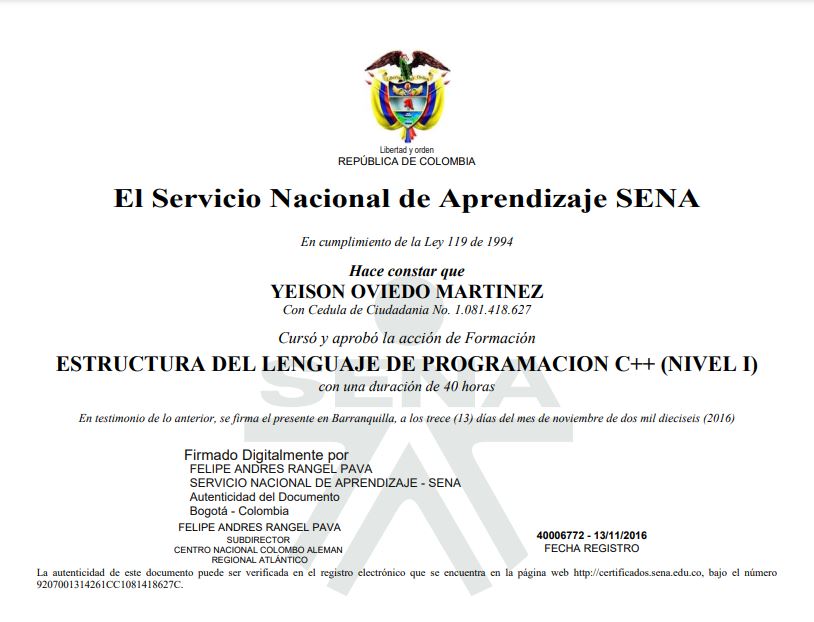 Libertad y orden
REPÚBLICA DE COLOMBIA
El Servicio Nacional de Aprendizaje SENA
En cumplimiento de la Ley 119 de 1994
Hace constar que
YEISON OVIEDO MARTINEZ
Con Cedula de Ciudadania No. 1.081.418.627
Cursó y aprobó la acción de Formación
ESTRUCTURA DEL LENGUAJE DE PROGRAMACION C++ (NIVEL I)
SENA
con una duración de 40 horas
En testimonio de lo anterior, se firma el presente en Barranquilla, a los trece (13) días del mes de noviembre de dos mil dieciseis (2016)
Firmado Digitalmente por
FELIPE ANDRES RANGEL PAVA
SERVICIO NACIONAL DE APRENDIZAJE - SENA
Autenticidad del Documento
Bogotá - Colombia
FELIPE ANDRES RANGEL PAVA
SUBDIRECTOR
CENTRO NACIONAL COLOMBO ALEMAN
REGIONAL ATLÁNTICO
40006772 - 13/11/2016
FECHA REGISTRO
La autenticidad de este documento puede ser verificada en el registro electrónico que se encuentra en la página web http://certificados.sena.edu.co, bajo el número
9207001314261CC1081418627C.